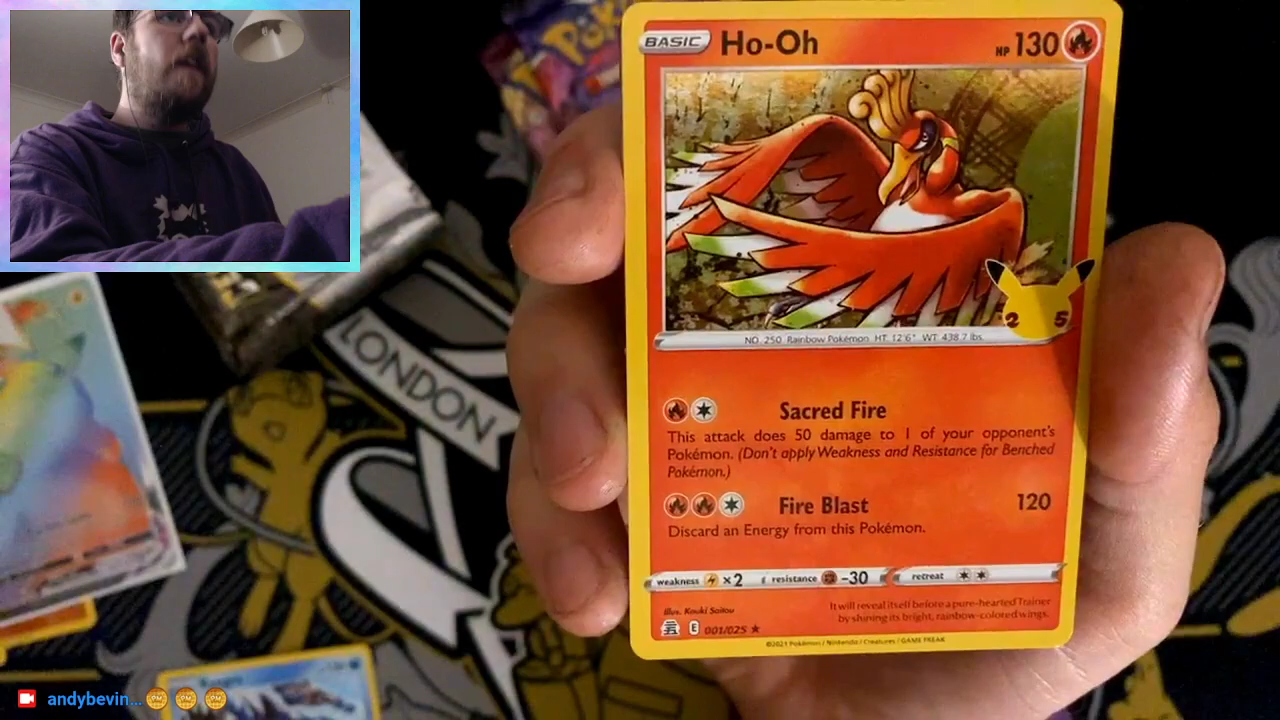 BASIC Ho-Oh HP 130
NO. 250 Rainbow Pokémon HT. 12'6" WT. 438.7 lbs.
25
Sacred Fire
This attack does 50 damage to 1 of your opponent's
Pokémon. (Don't apply Weakness and Resistance for Benched
Pokémon.)
Fire Blast 120
Discard an Energy from this Pokémon.
weakness ×2 resistance -30 retreat
Illus. Kouki Saitou
It will reveal itself before a pure-hearted Trainer
by shining its bright, rainbow-colored wings.
E 001/025 ★
©2021 Pokémon / Nintendo / Creatures / GAME FREAK
LONDON
andybevin...